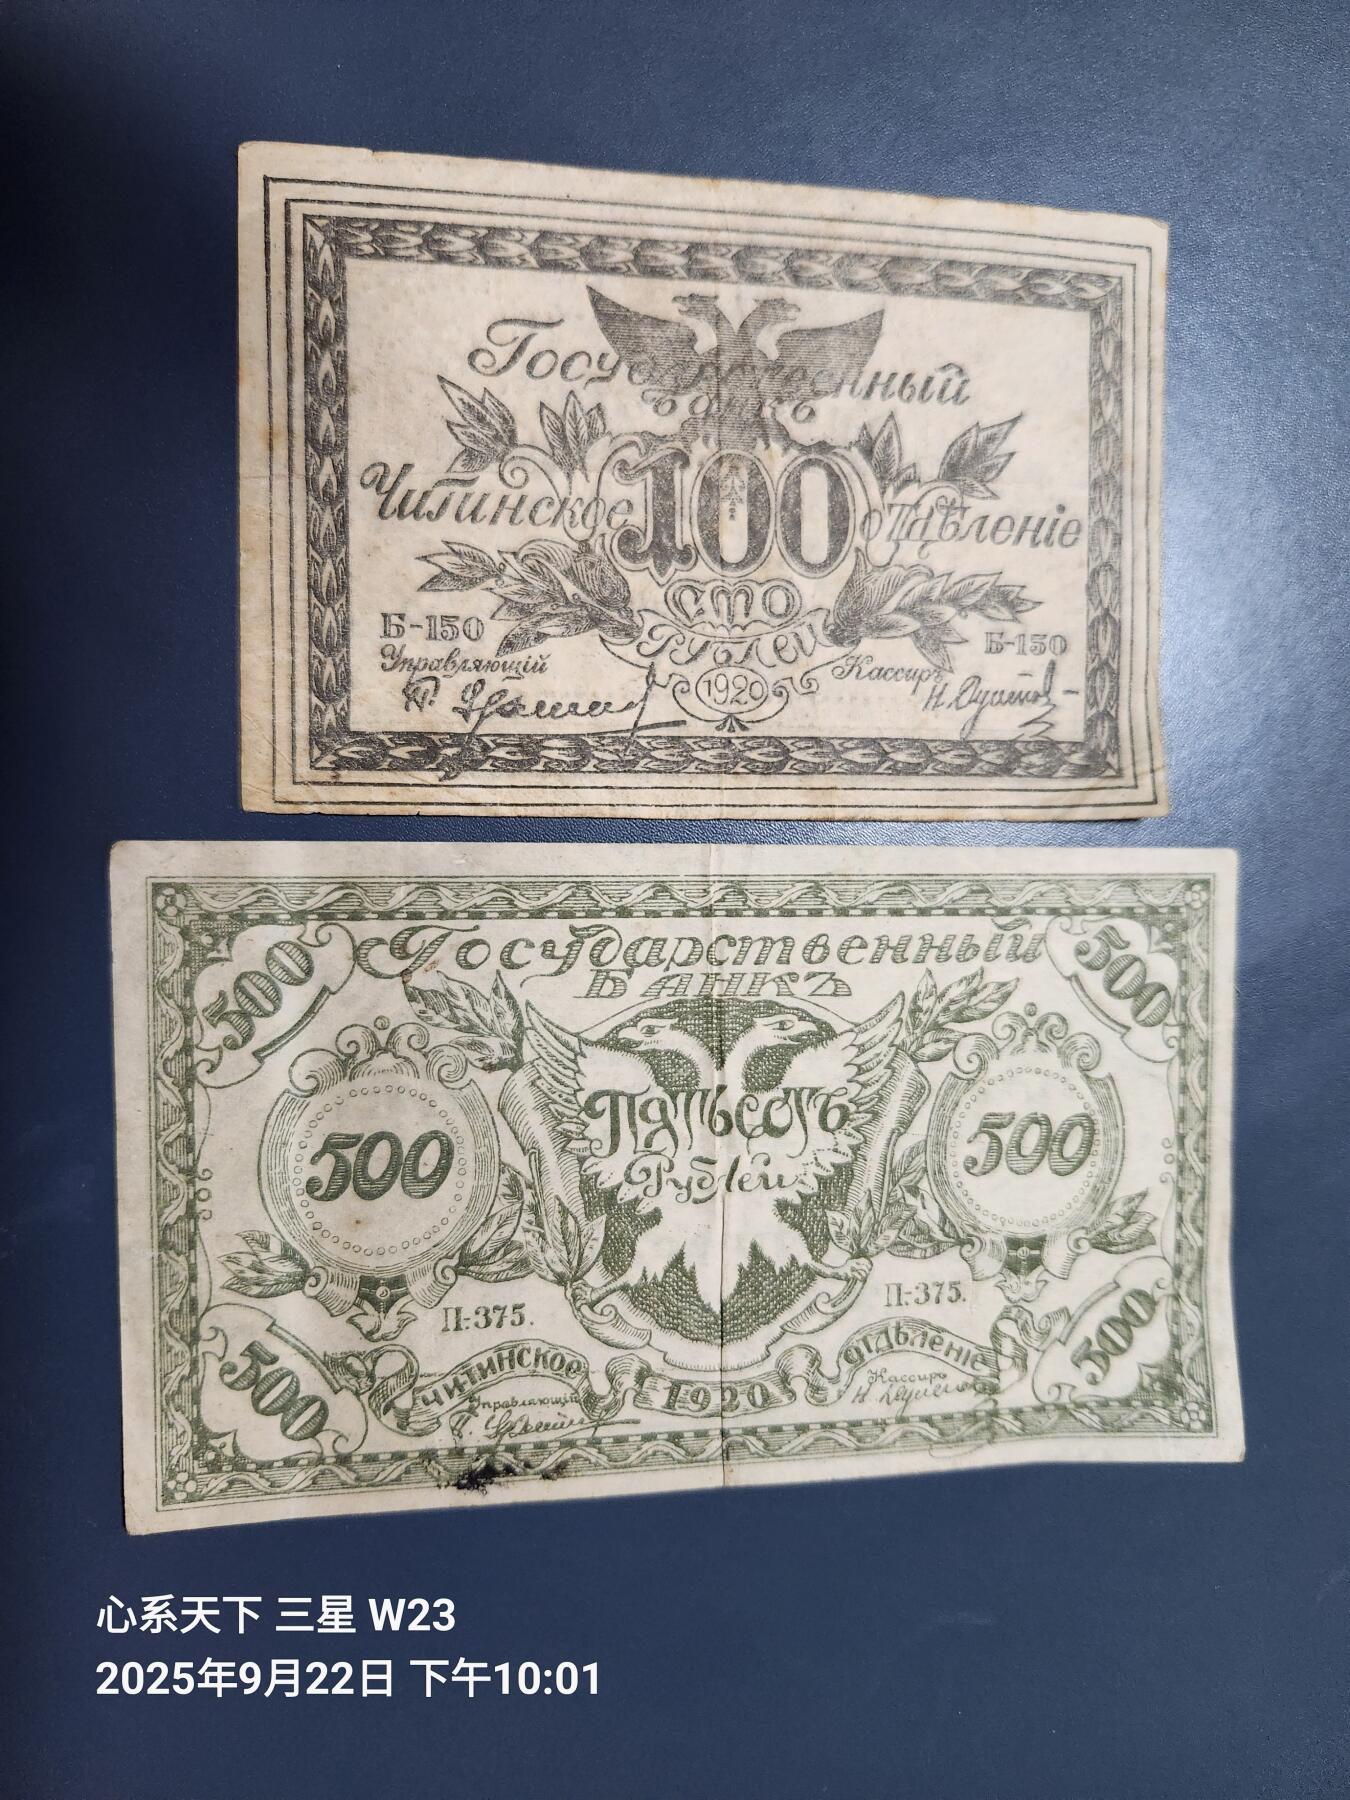 Государственный
банкъ
Читинское 100 отдѣленіе
СТО
Рублей
Б-150 Б-150
Управляющій Кассиръ
1920
500 Государственный 500
БАНКЪ
Пятьсотъ
500 500
Рублей
П.-375. П.-375.
500 ЧИТИНСКОЕ 1920 ОТДѢЛЕНІЕ 500
Управляющій Кассиръ
心系天下 三星 W23
2025年9月22日 下午10:01